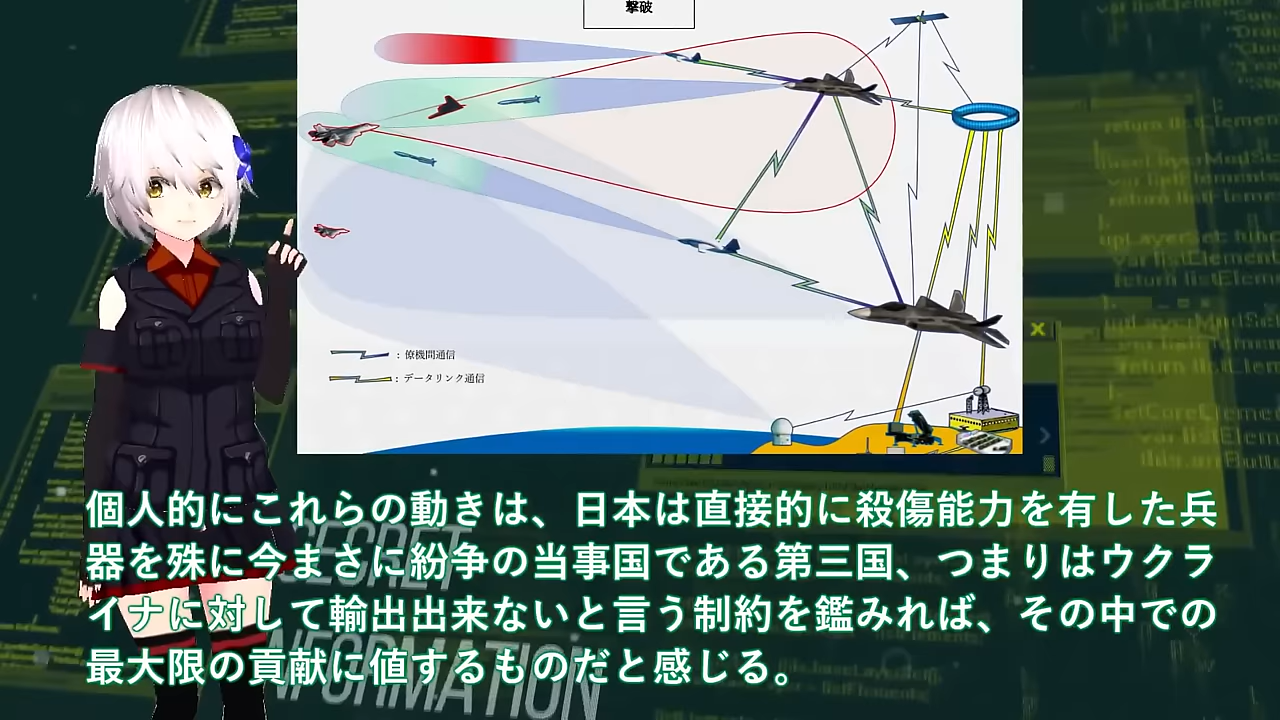 撃破
: 僚機間通信
: データリンク通信
個人的にこれらの動きは、日本は直接的に殺傷能力を有した兵
器を殊に今まさに紛争の当事国である第三国、つまりはウクラ
イナに対して輸出出来ないと言う制約を鑑みれば、その中での
最大限の貢献に値するものだと感じる。
SECRET
INFORMATION